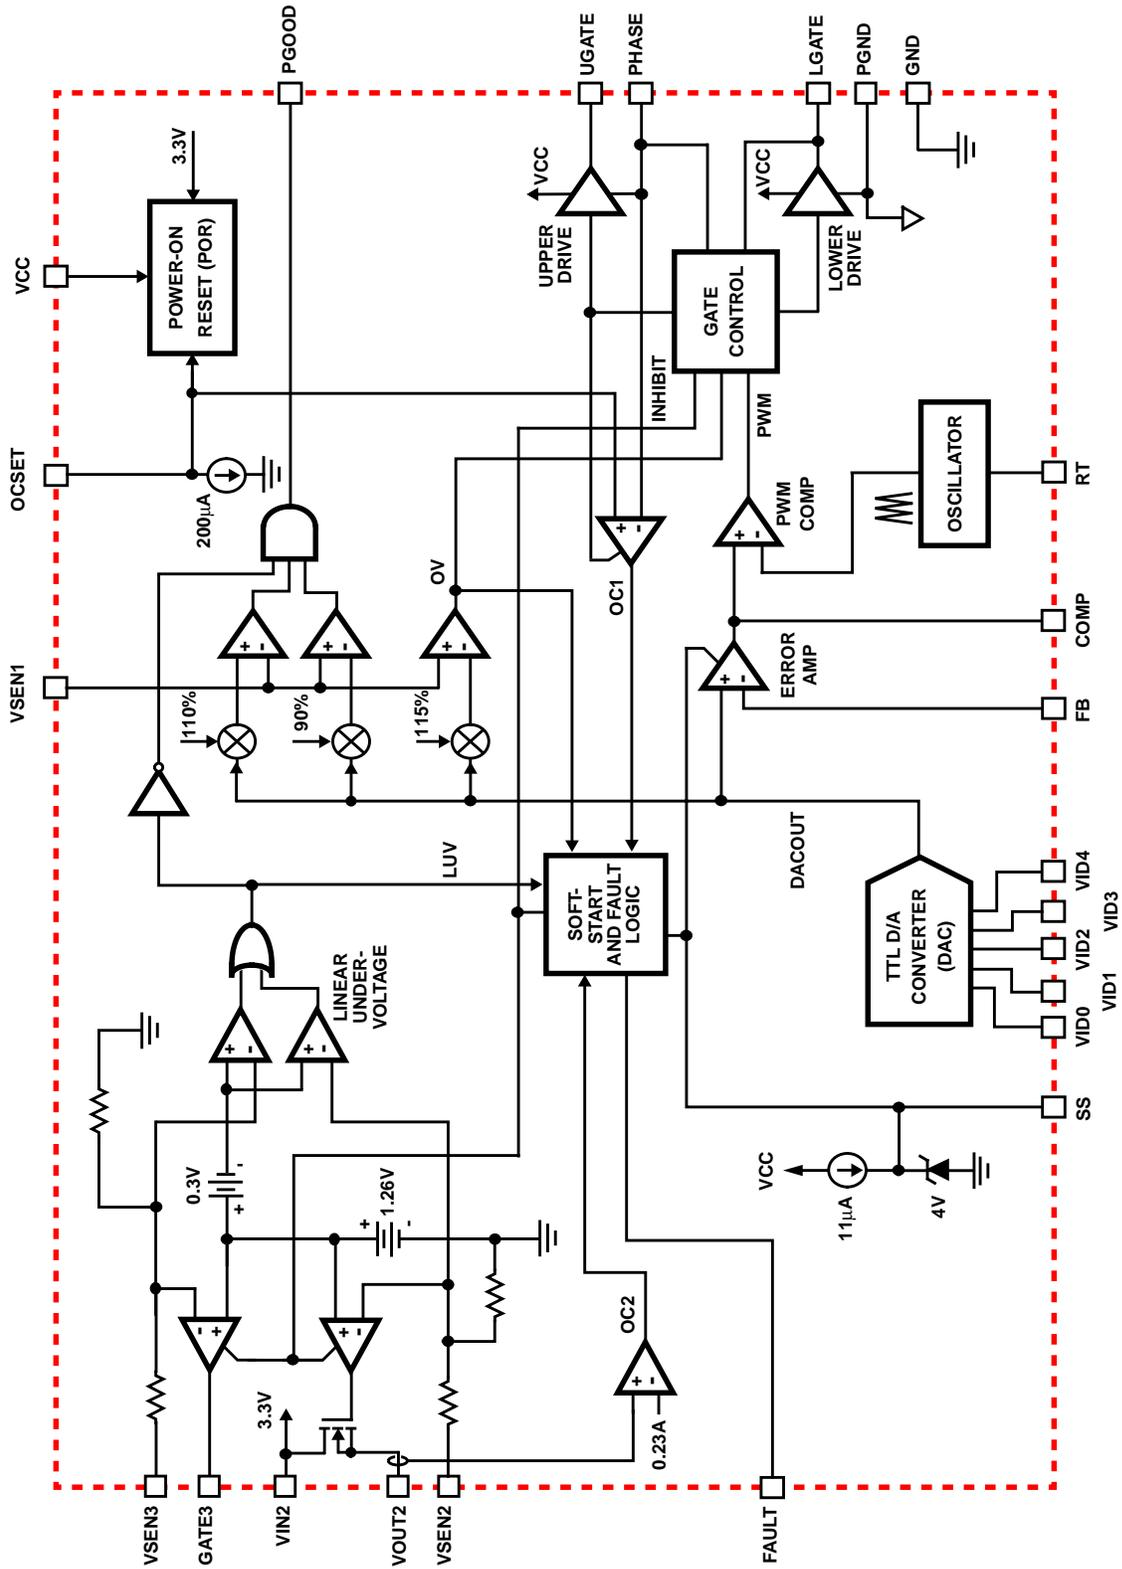 VSEN1
OCSET
VCC
3.3V
POWER-ON
RESET (POR)
PGOOD
200µA
110%
90%
115%
+
-
+
-
+
-
OV
LUV
LINEAR
UNDER-
VOLTAGE
+
-
+
-
0.3V
+
-
1.26V
+
-
-
+
+
-
VSEN3
GATE3
VIN2
3.3V
VOUT2
VSEN2
0.23A
+
-
OC2
FAULT
SOFT-
START
AND FAULT
LOGIC
OC1
+
-
INHIBIT
UPPER
DRIVE
VCC
UGATE
PHASE
GATE
CONTROL
VCC
LOWER
DRIVE
LGATE
PGND
GND
PWM
PWM
COMP
+
-
OSCILLATOR
RT
ERROR
AMP
+
-
COMP
FB
DACOUT
TTL D/A
CONVERTER
(DAC)
VID0
VID1
VID2
VID3
VID4
VCC
11µA
4V
SS